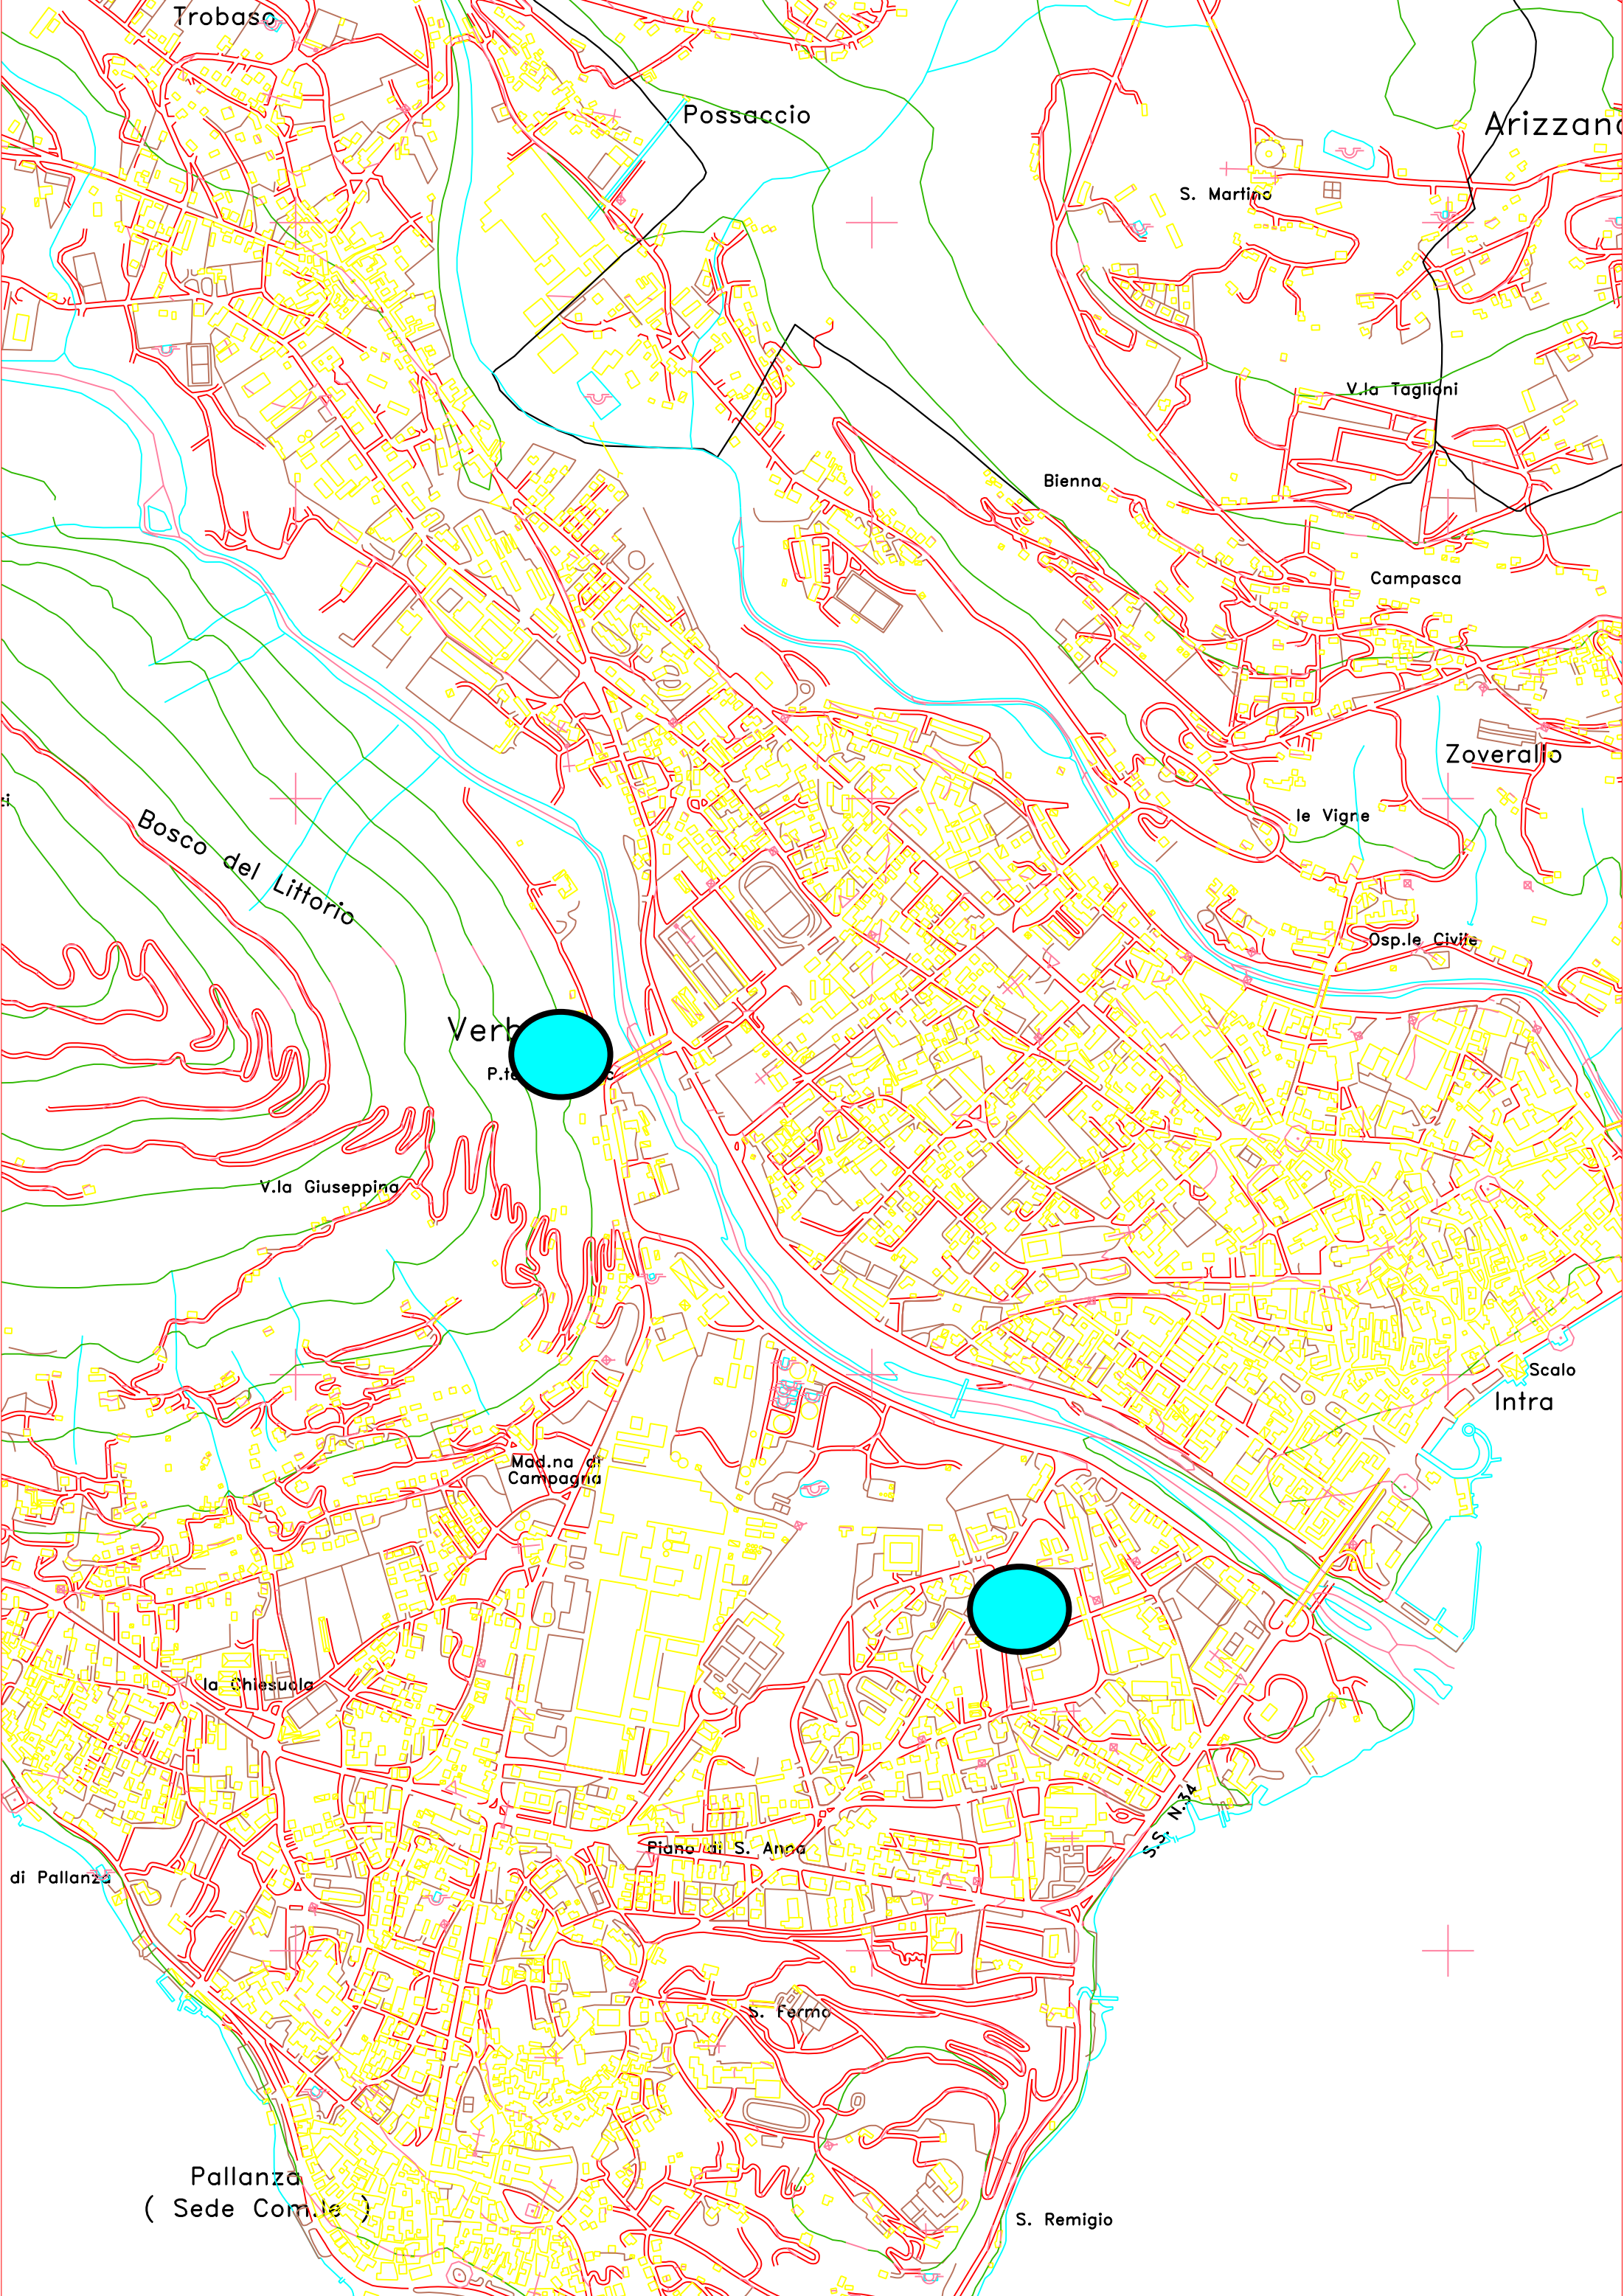 Trobaso
Possaccio
Arizzano
S. Martino
V.la Taglioni
Bienna
Campasca
Zoverallo
le Vigne
Bosco del Littorio
Osp.le Civile
V.la Giuseppina
Scalo
Intra
Mad.na di
Campagna
la Chiesuola
S.S. N.34
Piano di S. Anna
di Pallanza
S. Fermo
Pallanza
( Sede Com.le )
S. Remigio